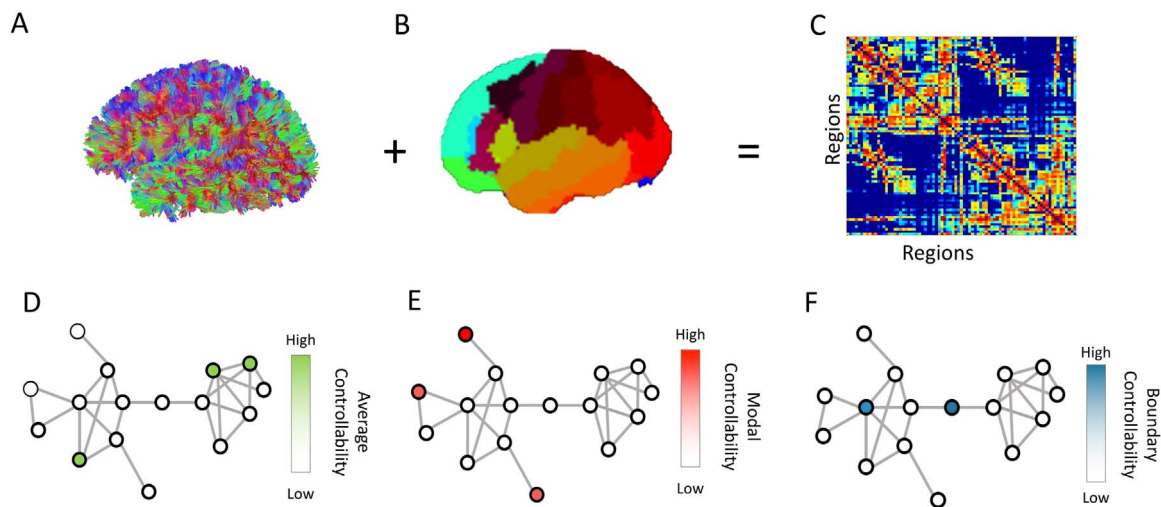 A
B
C
+
=
Regions
Regions
D
High
Low
Average
Controllability
E
High
Low
Modal
Controllability
F
High
Low
Boundary
Controllability